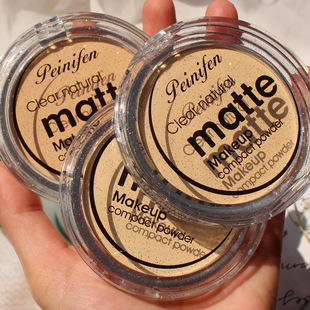 Peinifen
Clear natural
matte
Makeup
compact powder
Peinifen
Clear natural
matte
Makeup
compact powder
Makeup
compact powder